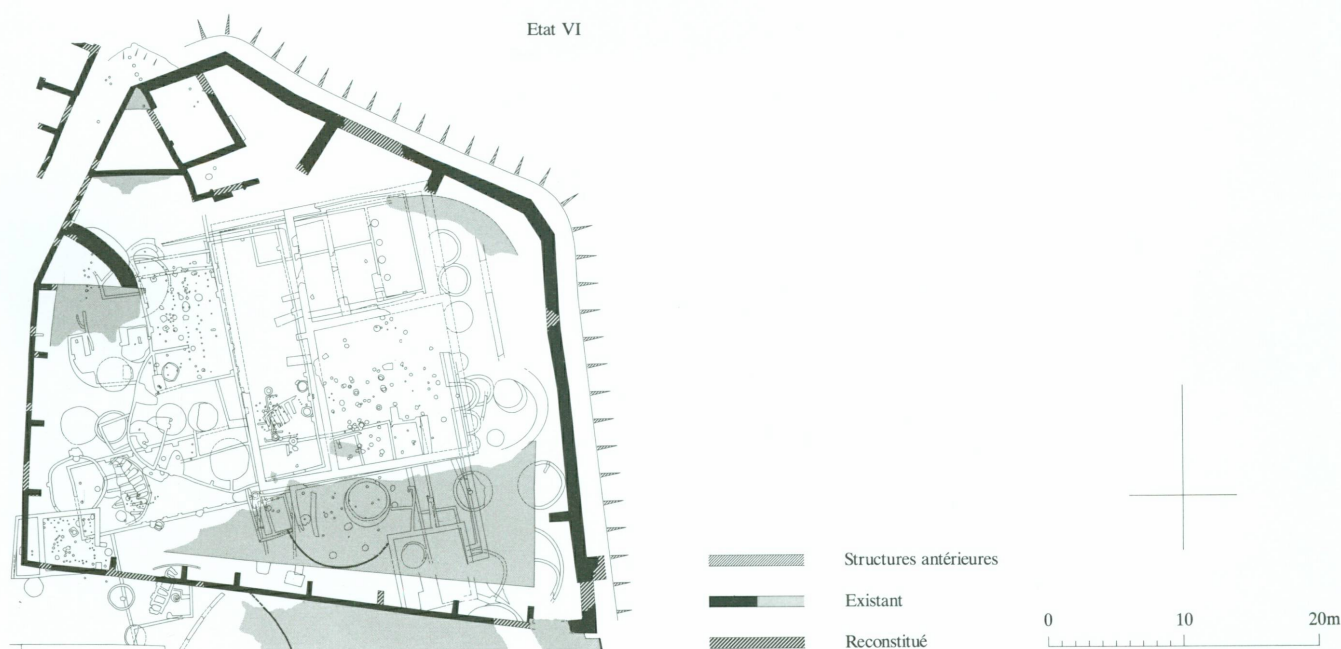 Etat VI
Structures antérieures
Existant
Reconstitué
0 10 20m